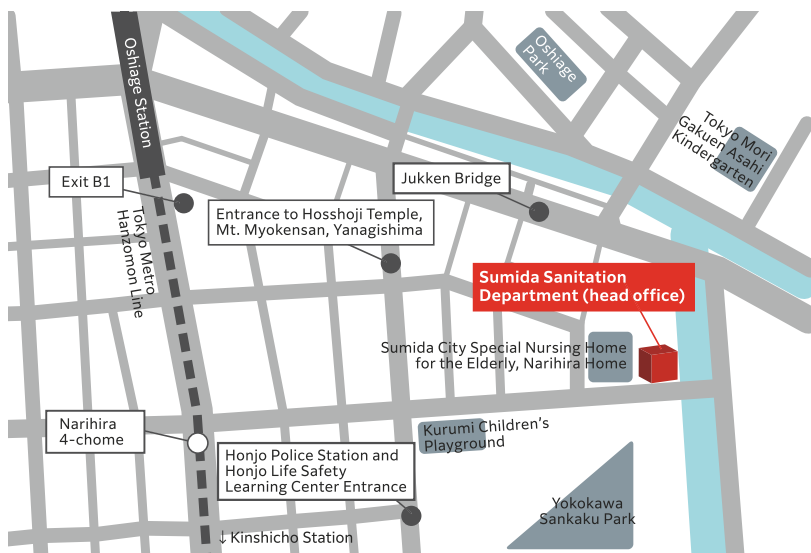 Oshiage Station
Oshiage
Park
Tokyo Mori
Gakuen Asahi
Kindergarten
Exit B1
Jukken Bridge
Tokyo Metro
Hanzomon Line
Entrance to Hosshoji Temple,
Mt. Myokensan, Yanagishima
Sumida Sanitation
Department (head office)
Sumida City Special Nursing Home
for the Elderly, Narihira Home
Narihira
4-chome
Kurumi Children’s
Playground
Honjo Police Station and
Honjo Life Safety
Learning Center Entrance
Yokokawa
Sankaku Park
↓ Kinshicho Station